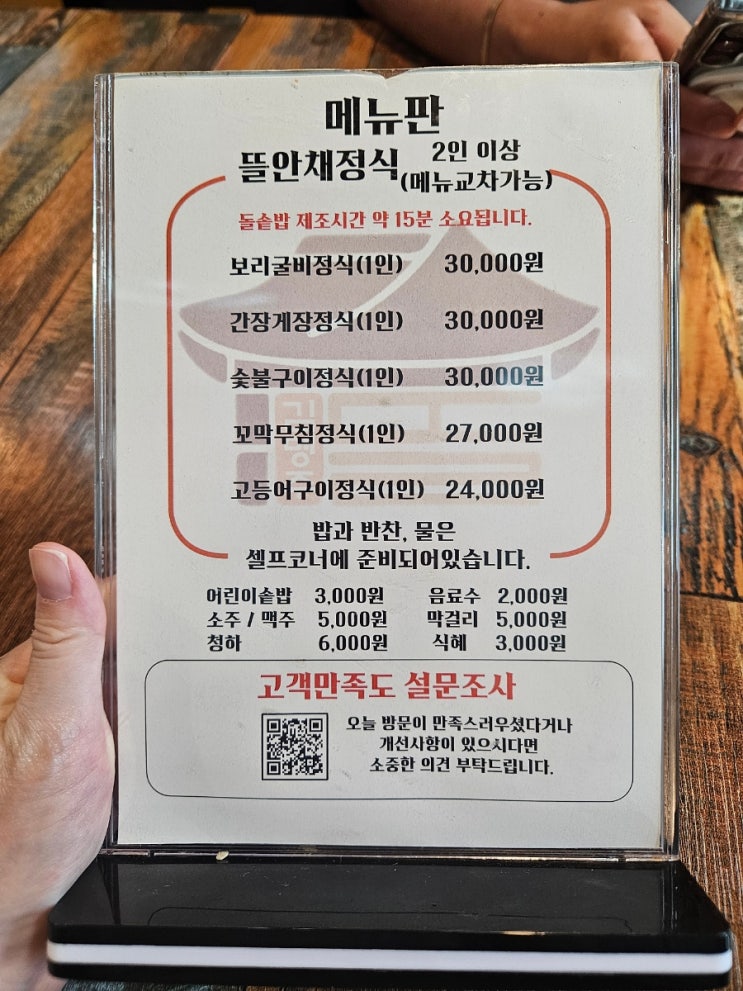 메뉴판
뜰안채정식 2인 이상
(메뉴교차가능)
돌솥밥 제조시간 약 15분 소요됩니다.
보리굴비정식(1인) 30,000원
간장게장정식(1인) 30,000원
숯불구이정식(1인) 30,000원
꼬막무침정식(1인) 27,000원
고등어구이정식(1인) 24,000원
밥과 반찬, 물은
셀프코너에 준비되어있습니다.
어린이솥밥 3,000원 음료수 2,000원
소주 / 맥주 5,000원 막걸리 5,000원
청하 6,000원 식혜 3,000원
고객만족도 설문조사
오늘 방문이 만족스러우셨다거나
개선사항이 있으시다면
소중한 의견 부탁드립니다.